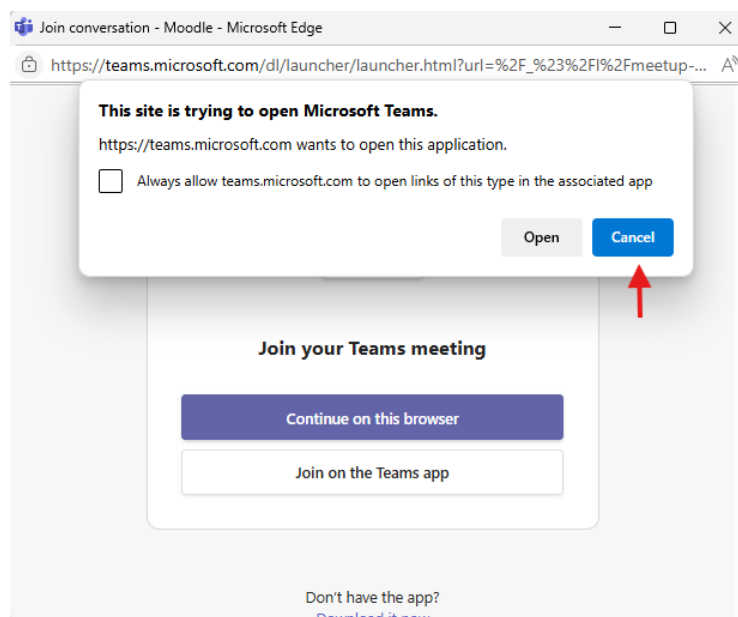 Join conversation - Moodle - Microsoft Edge
https://teams.microsoft.com/dl/launcher/launcher.html?url=%2F_%23%2Fl%2Fmeetup-...
This site is trying to open Microsoft Teams.
https://teams.microsoft.com wants to open this application.
Always allow teams.microsoft.com to open links of this type in the associated app
Open
Cancel
Join your Teams meeting
Continue on this browser
Join on the Teams app
Don't have the app?
Download it now